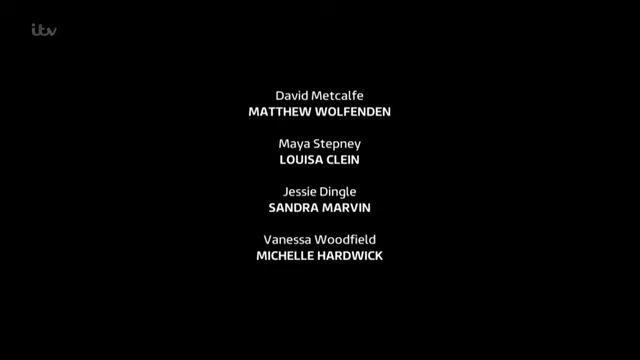 itv
David Metcalfe
MATTHEW WOLFENDEN
Maya Stepney
LOUISA CLEIN
Jessie Dingle
SANDRA MARVIN
Vanessa Woodfield
MICHELLE HARDWICK